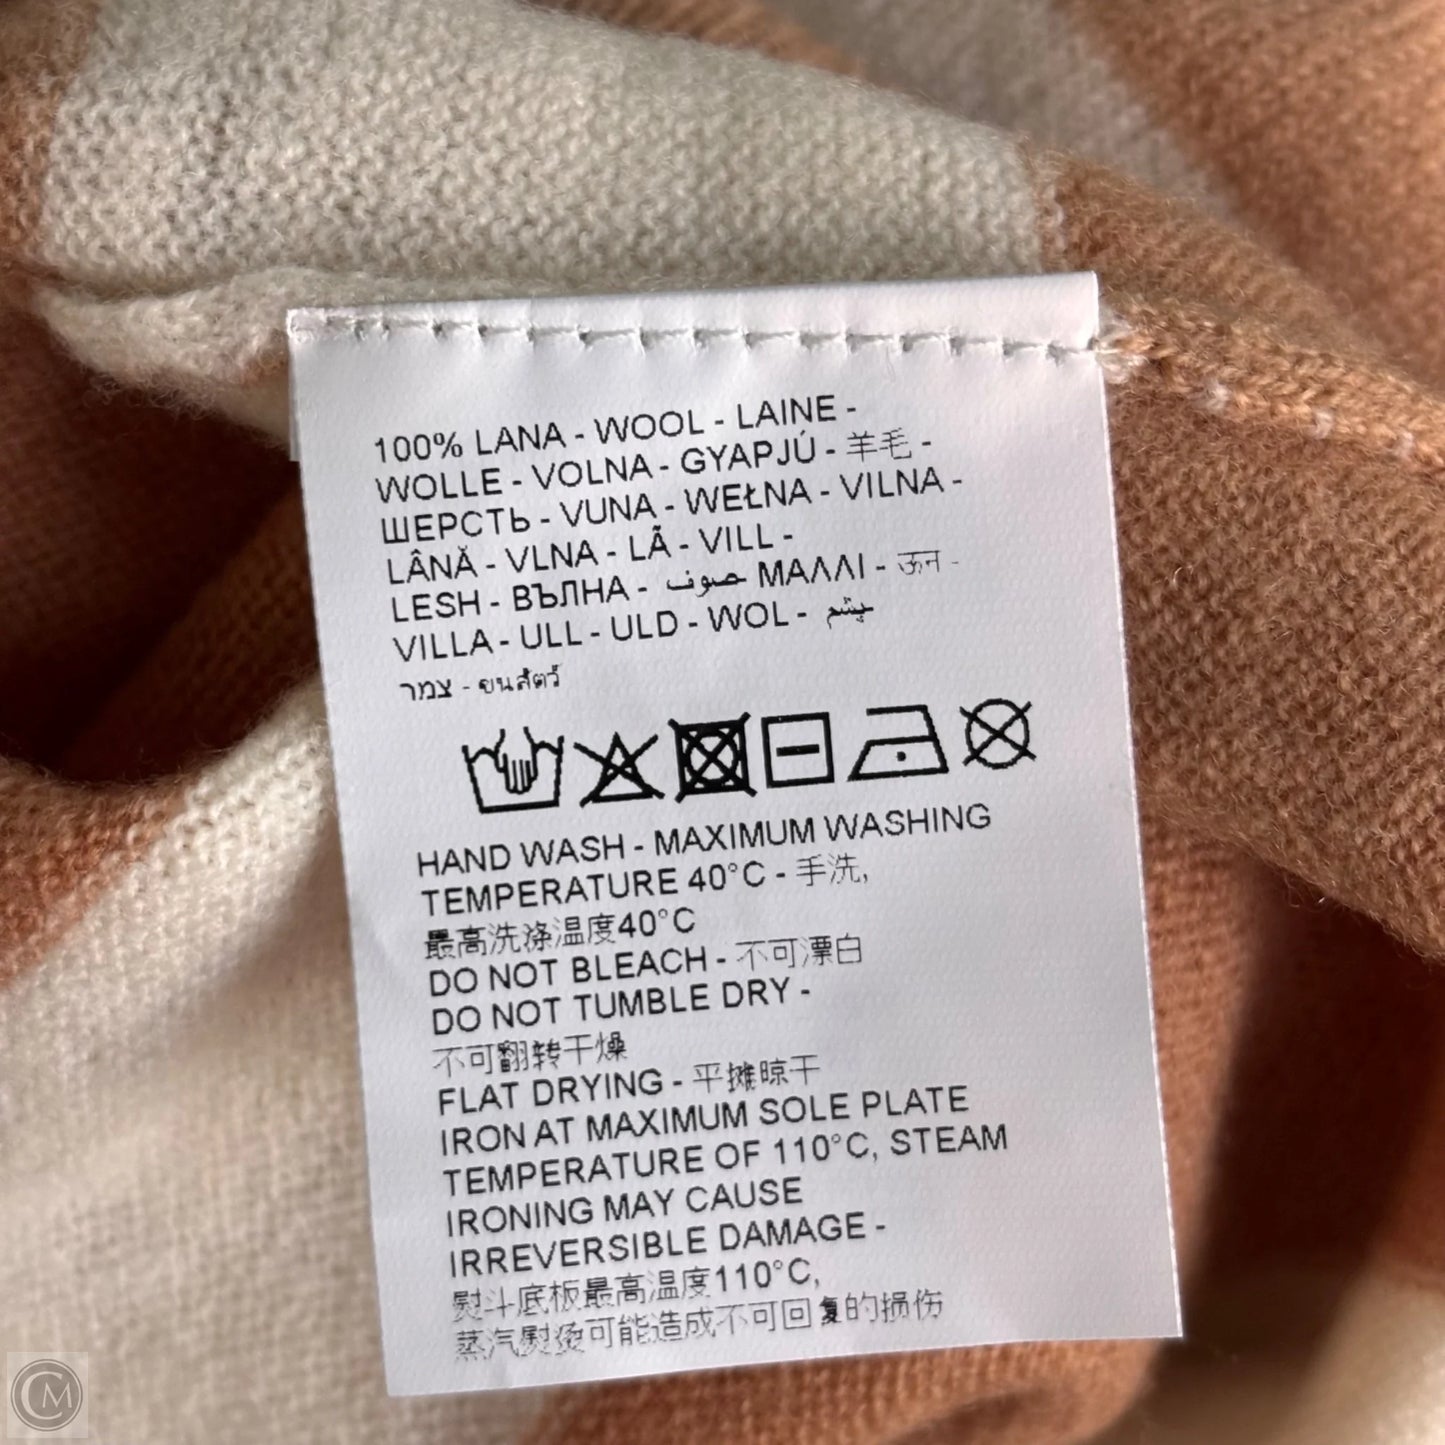 100% LANA - WOOL - LAINE -
WOLLE - VOLNA - GYAPJÚ - 羊毛 -
ШЕРСТЬ - VUNA - WEŁNA - VILNA -
LÂNĂ - VLNA - LÃ - VILL -
LESH - ВЪЛНА - صوف ΜΑΛΛΙ - ऊन -
VILLA - ULL - ULD - WOL - پشم
צמר - ขนสัตว์
HAND WASH - MAXIMUM WASHING
TEMPERATURE 40°C - 手洗,
最高洗涤温度40°C
DO NOT BLEACH - 不可漂白
DO NOT TUMBLE DRY -
不可翻转干燥
FLAT DRYING - 平摊晾干
IRON AT MAXIMUM SOLE PLATE
TEMPERATURE OF 110°C, STEAM
IRONING MAY CAUSE
IRREVERSIBLE DAMAGE -
熨斗底板最高温度110°C,
蒸汽熨烫可能造成不可回复的损伤
CM